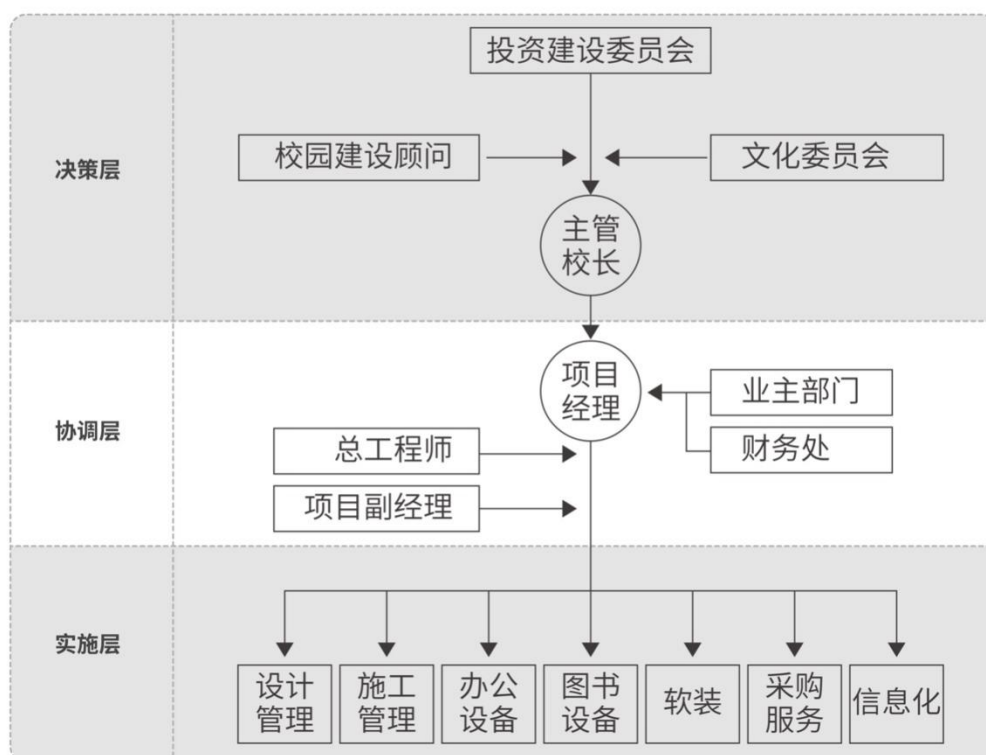 投资建设委员会
校园建设顾问
文化委员会
决策层
主管
校长
项目
经理
业主部门
协调层
总工程师
财务处
项目副经理
实施层
设计
管理
施工
管理
办公
设备
图书
设备
软装
采购
服务
信息化